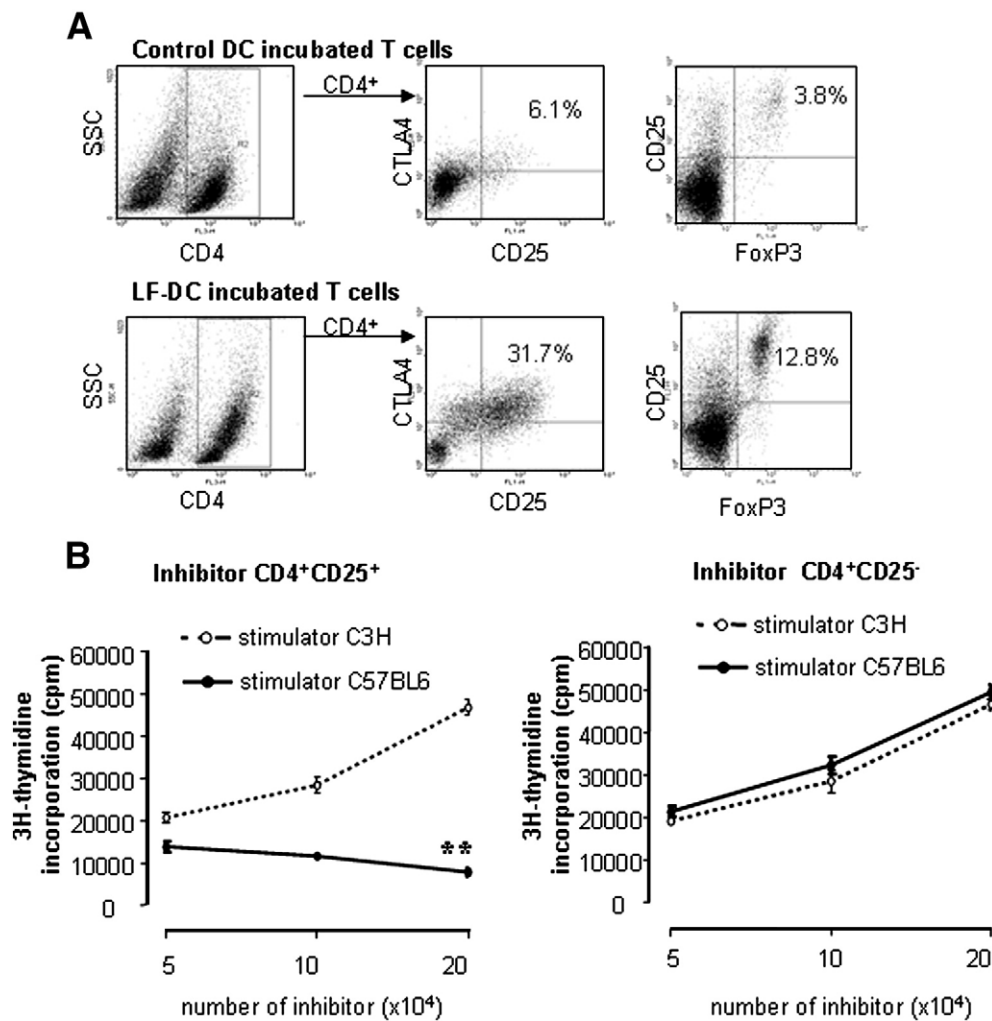 A
Control DC incubated T cells
CD4+
6.1%
3.8%
SSC
CTLA4
CD25
R2
CD4
CD25
FoxP3
LF-DC incubated T cells
CD4+
31.7%
12.8%
SSC
CTLA4
CD25
CD4
CD25
FoxP3
B
Inhibitor CD4+CD25+
stimulator C3H
stimulator C57BL6
3H-thymidine
incorporation (cpm)
60000
50000
40000
30000
20000
10000
0
**
5 10 20
number of inhibitor (x10⁴)
Inhibitor CD4+CD25-
stimulator C3H
stimulator C57BL6
3H-thymidine
incorporation (cpm)
60000
50000
40000
30000
20000
10000
0
5 10 20
number of inhibitor (x10⁴)